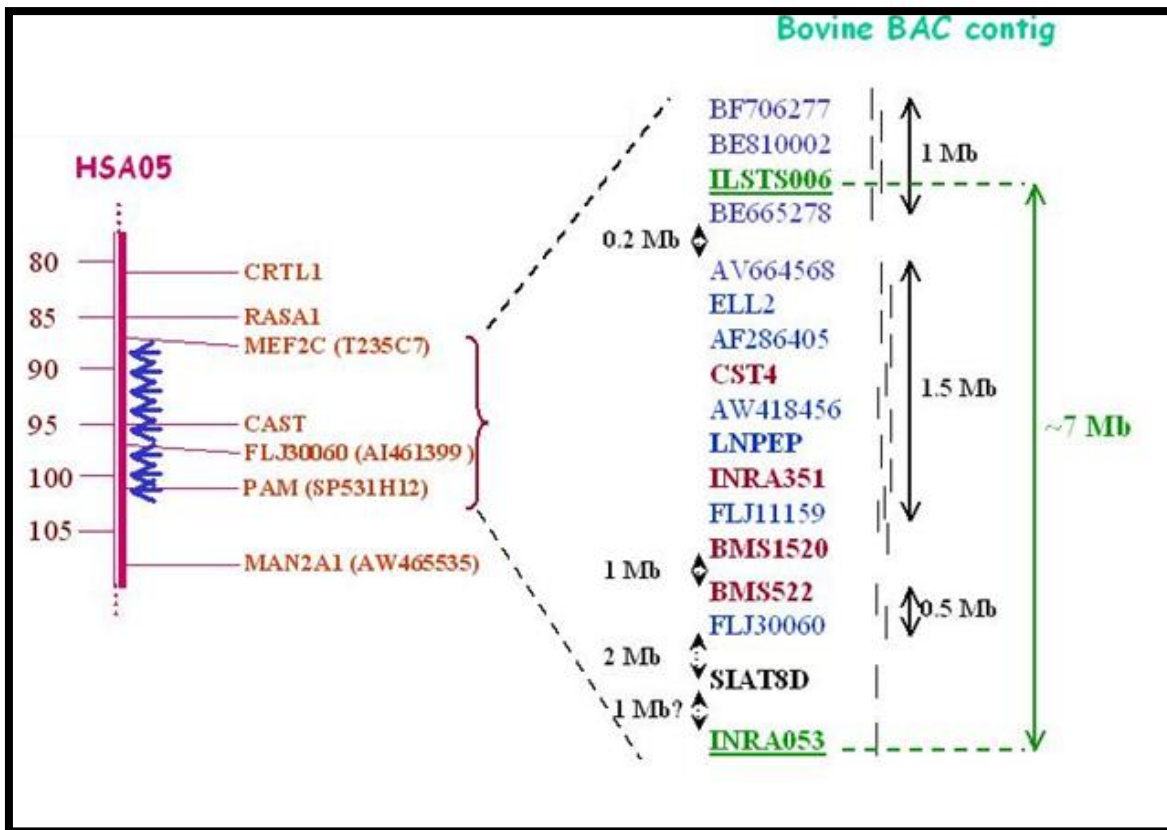 Bovine BAC contig
HSA05
80
85
90
95
100
105
CRTL1
RASA1
MEF2C (T235C7)
CAST
FLJ30060 (AI461399 )
PAM (SP531H12)
MAN2A1 (AW465535)
BF706277
BE810002
ILSTS006
BE665278
AV664568
ELL2
AF286405
CST4
AW418456
LNPEP
INRA351
FLJ11159
BMS1520
BMS522
FLJ30060
SIAT8D
INRA053
0.2 Mb
1 Mb
2 Mb
1 Mb?
1 Mb
1.5 Mb
0.5 Mb
~7 Mb